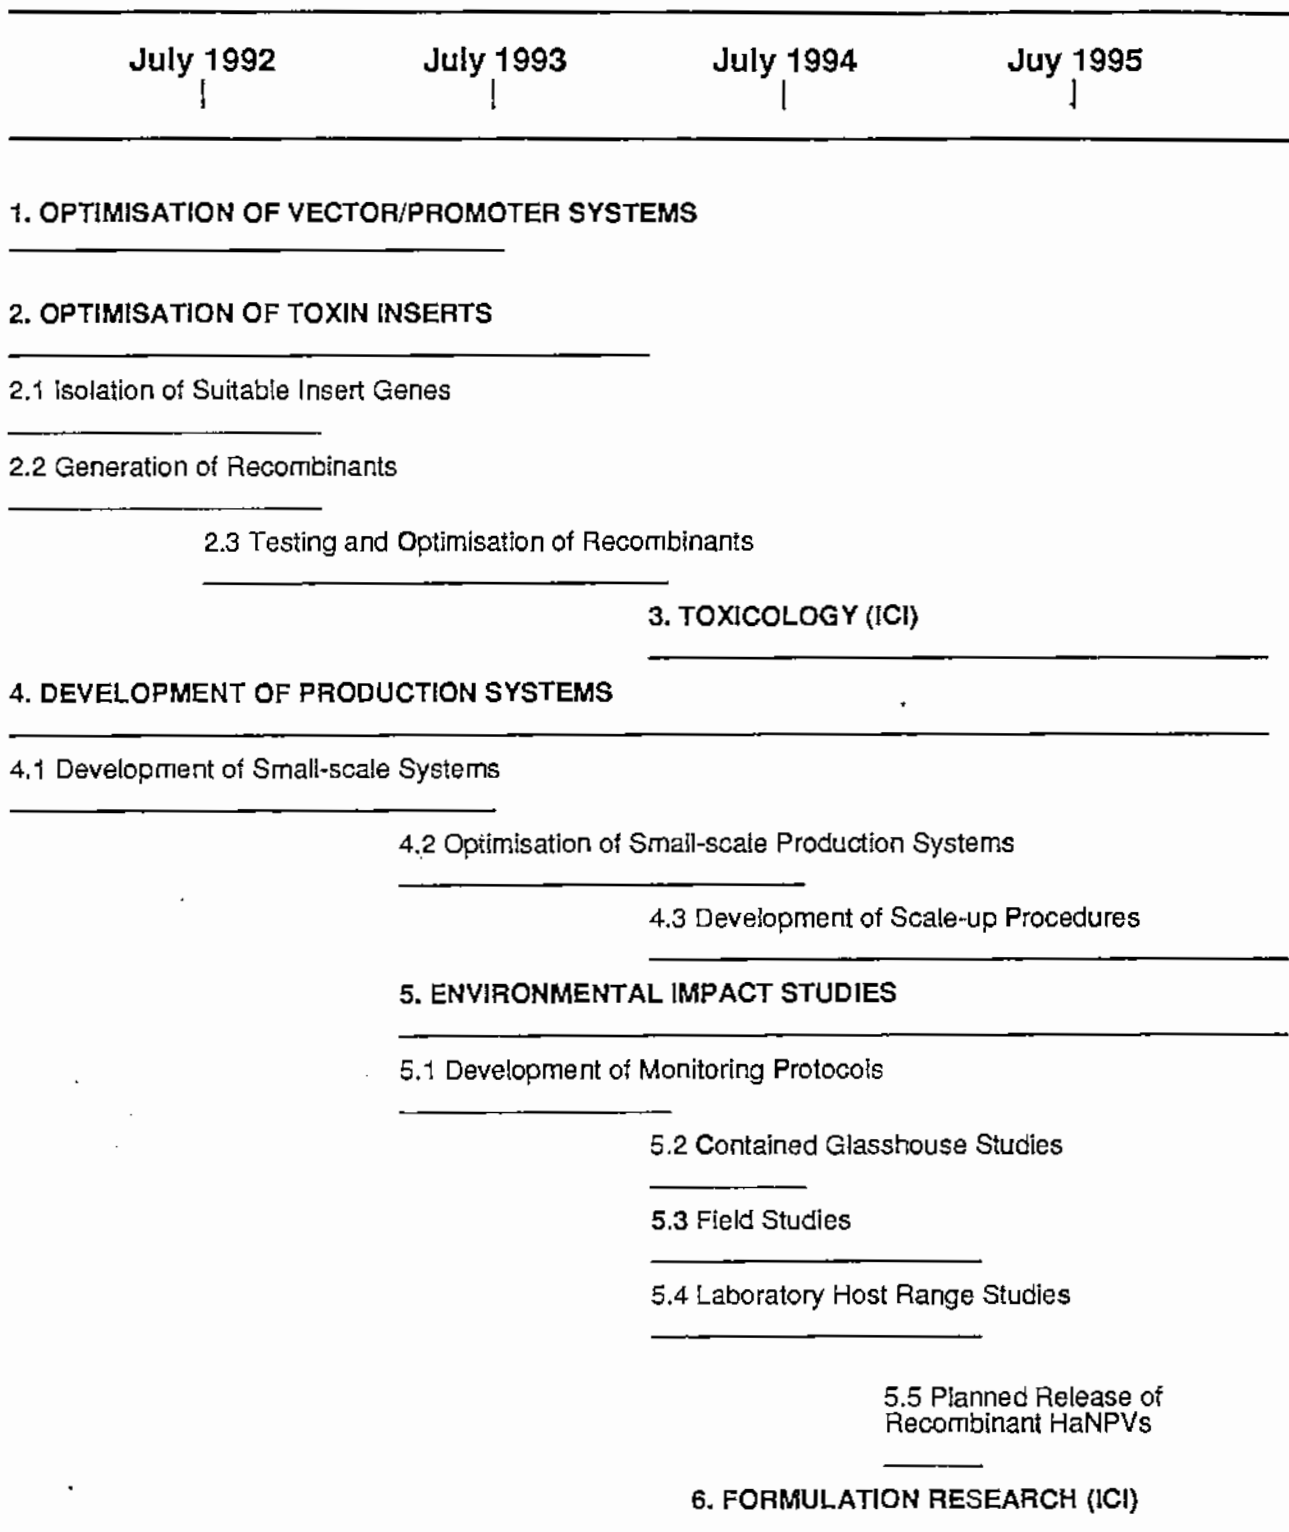 July 1992 July 1993 July 1994 Juy 1995
1. OPTIMISATION OF VECTOR/PROMOTER SYSTEMS
2. OPTIMISATION OF TOXIN INSERTS
2.1 Isolation of Suitable Insert Genes
2.2 Generation of Recombinants
2.3 Testing and Optimisation of Recombinants
3. TOXICOLOGY (ICI)
4. DEVELOPMENT OF PRODUCTION SYSTEMS
4.1 Development of Small-scale Systems
4.2 Optimisation of Small-scale Production Systems
4.3 Development of Scale-up Procedures
5. ENVIRONMENTAL IMPACT STUDIES
5.1 Development of Monitoring Protocols
5.2 Contained Glasshouse Studies
5.3 Field Studies
5.4 Laboratory Host Range Studies
5.5 Planned Release of
Recombinant HaNPVs
6. FORMULATION RESEARCH (ICI)